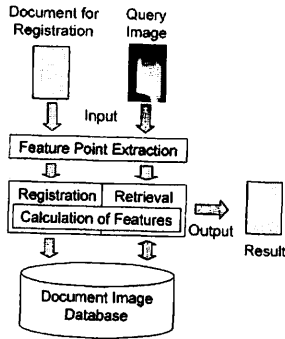 Document for Registration
Query Image
Input
Feature Point Extraction
Registration
Retrieval
Calculation of Features
Output
Result
Document Image
Database